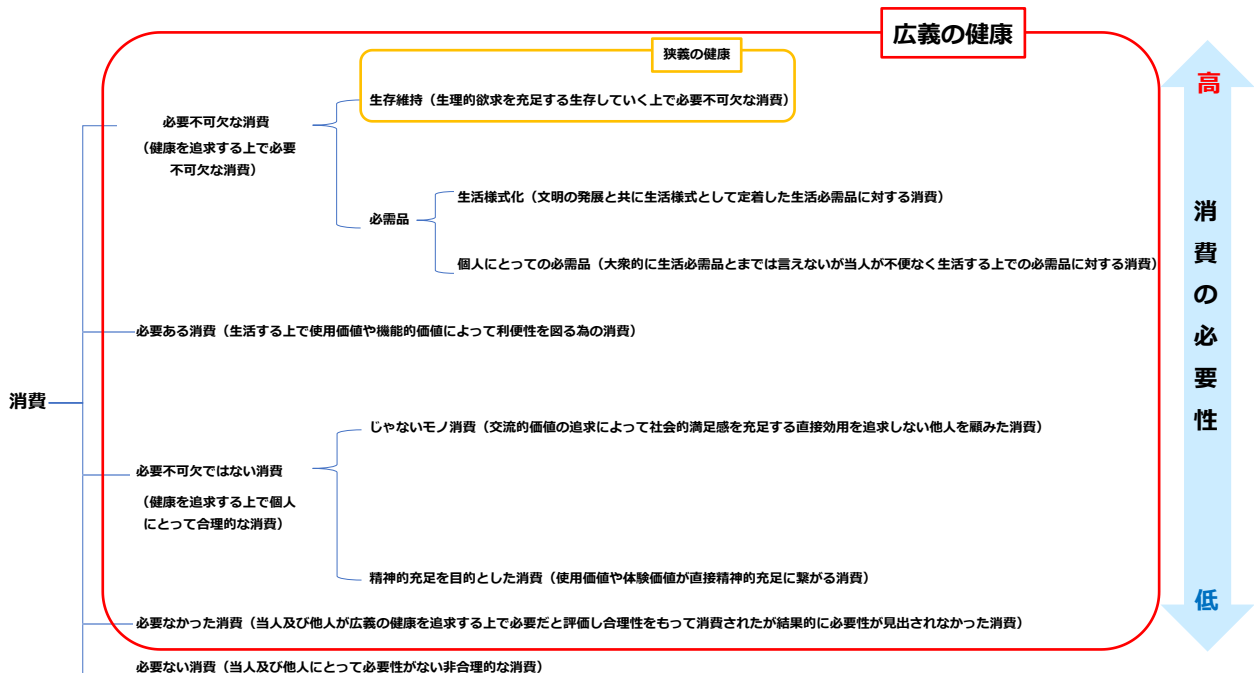 広義の健康
狭義の健康
高
生存維持（生理的欲求を充足する生存していく上で必要不可欠な消費）
必要不可欠な消費
（健康を追求する上で必要
不可欠な消費）
生活様式化（文明の発展と共に生活様式として定着した生活必需品に対する消費）
必需品
個人にとっての必需品（大衆的に生活必需品とまでは言えないが当人が不便なく生活する上での必需品に対する消費）
消費の必要性
必要ある消費（生活する上で使用価値や機能的価値によって利便性を図る為の消費）
消費
じゃないモノ消費（交流的価値の追求によって社会的満足感を充足する直接効用を追求しない他人を顧みた消費）
必要不可欠ではない消費
（健康を追求する上で個人
にとって合理的な消費）
精神的充足を目的とした消費（使用価値や体験価値が直接精神的充足に繋がる消費）
低
必要なかった消費（当人及び他人が広義の健康を追求する上で必要だと評価し合理性をもって消費されたが結果的に必要性が見出されなかった消費）
必要ない消費（当人及び他人にとって必要性がない非合理的な消費）